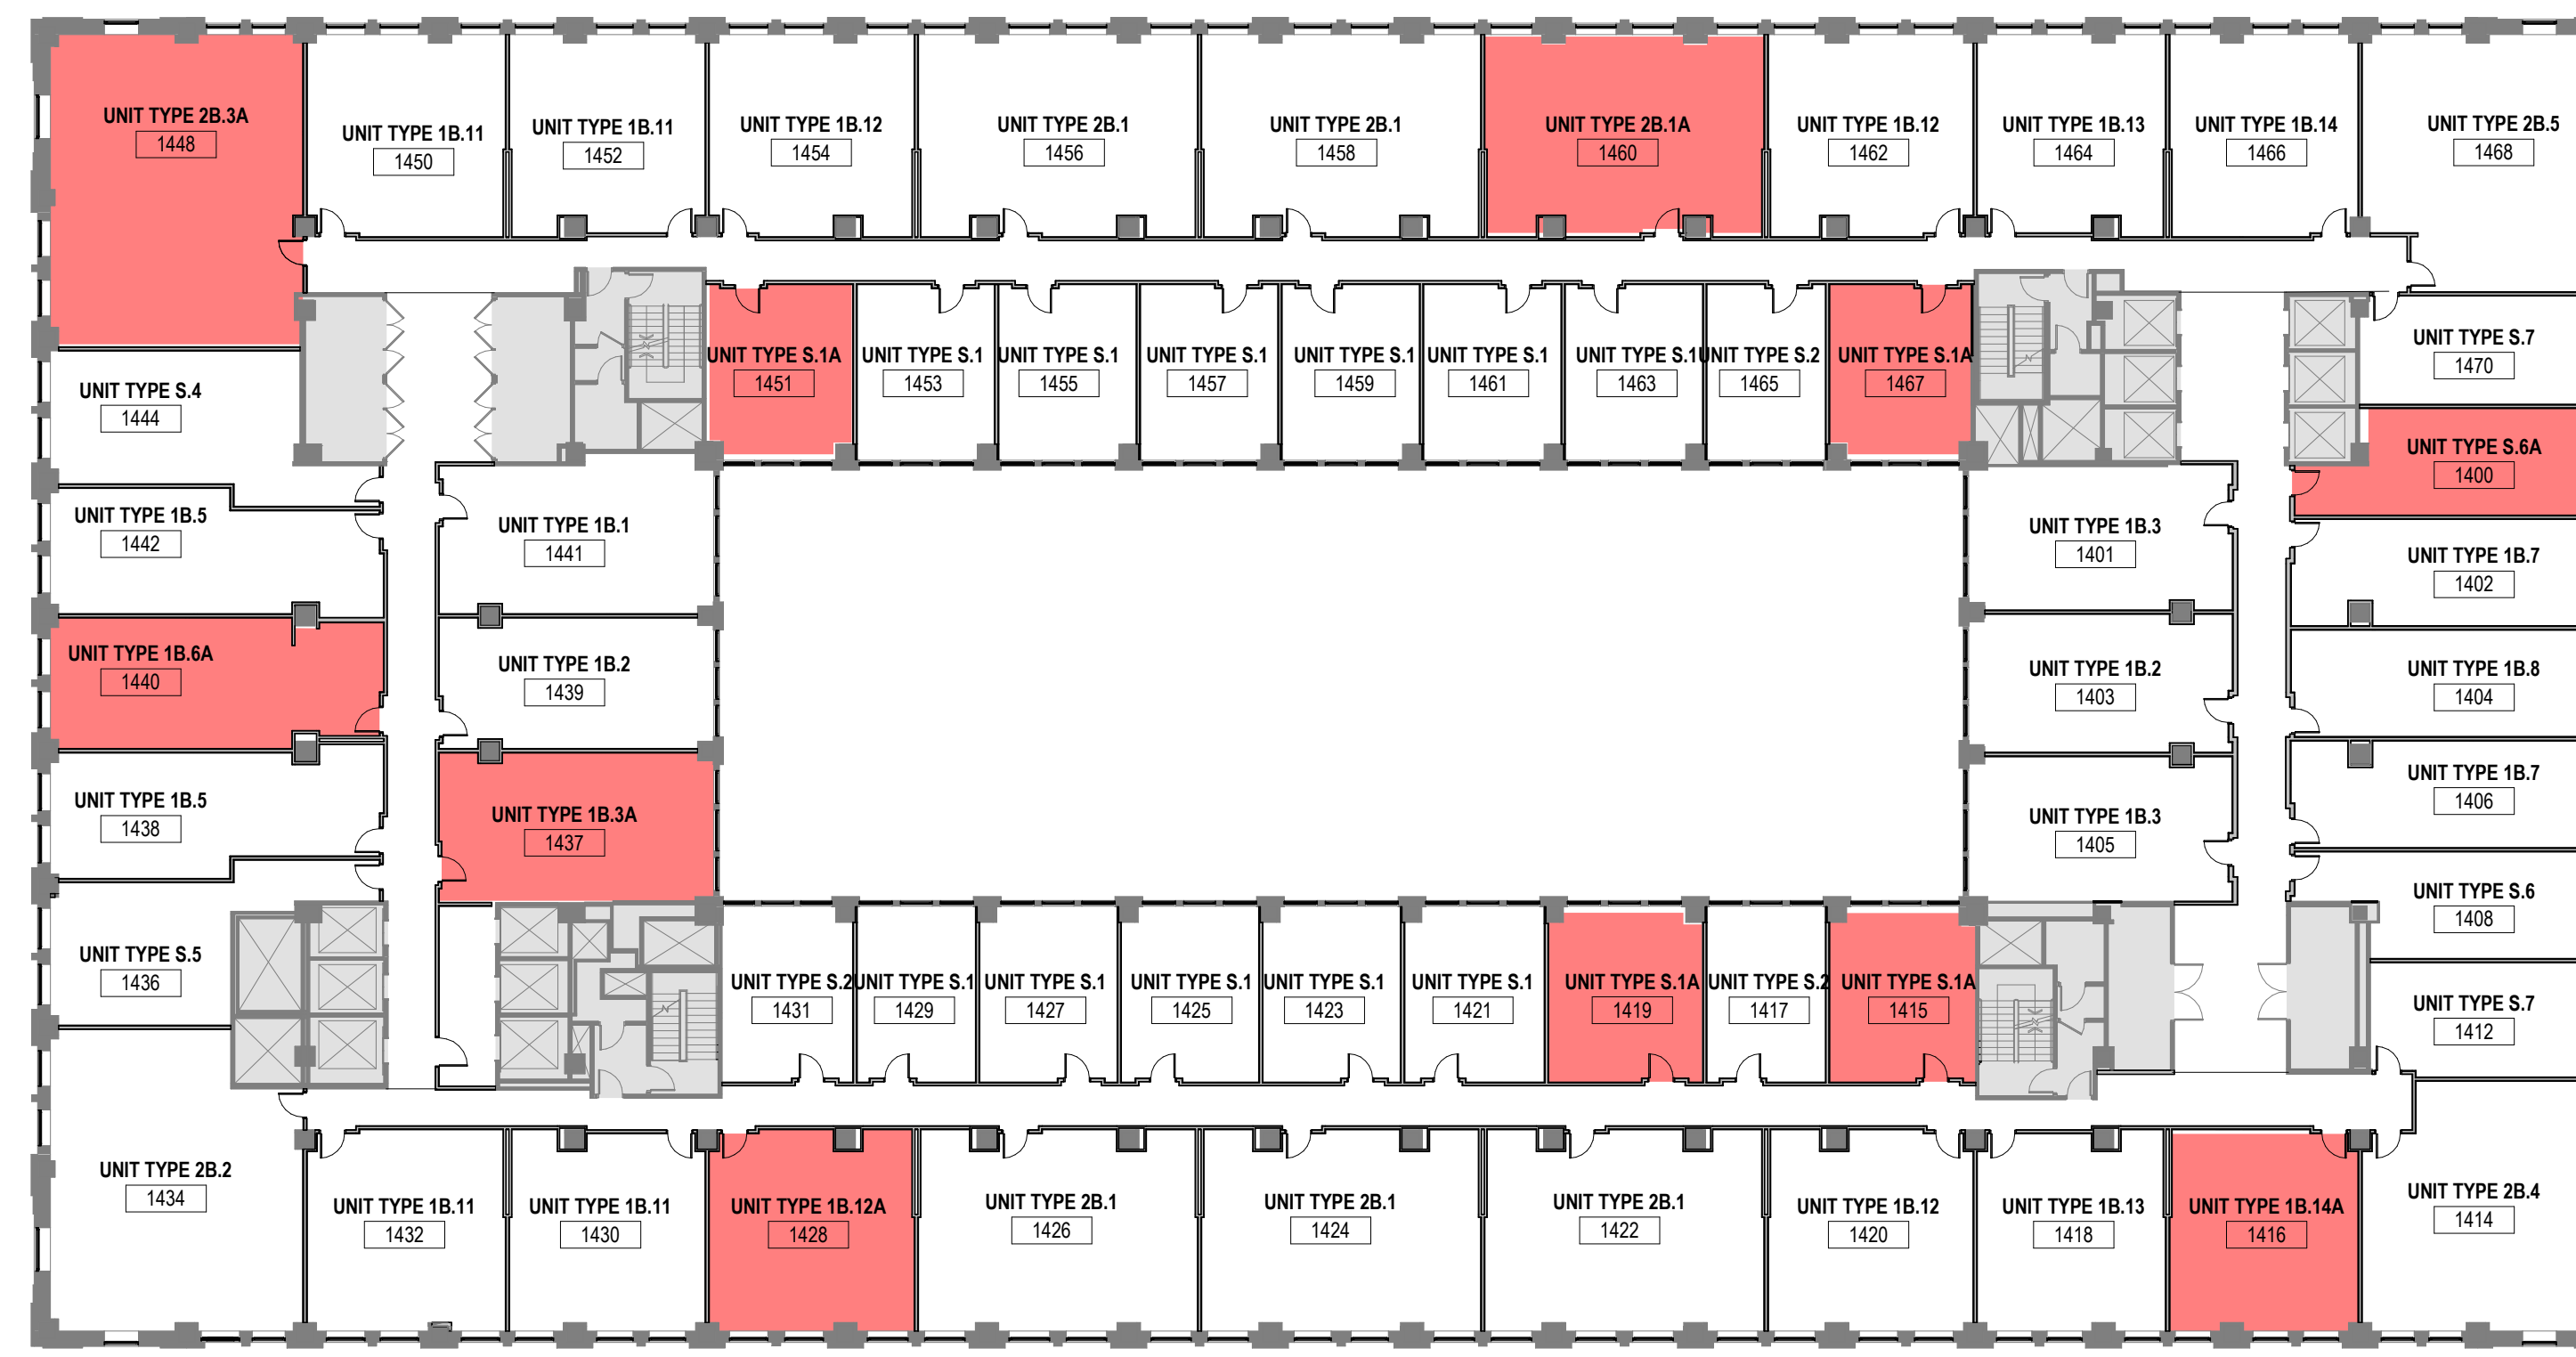 UNIT TYPE 2B.3A
1448
UNIT TYPE 1B.11
1450
UNIT TYPE 1B.11
1452
UNIT TYPE 1B.12
1454
UNIT TYPE 2B.1
1456
UNIT TYPE 2B.1
1458
UNIT TYPE 2B.1A
1460
UNIT TYPE 1B.12
1462
UNIT TYPE 1B.13
1464
UNIT TYPE 1B.14
1466
UNIT TYPE 2B.5
1468
UNIT TYPE S.4
1444
UNIT TYPE S.1A
1451
UNIT TYPE S.1
1453
UNIT TYPE S.1
1455
UNIT TYPE S.1
1457
UNIT TYPE S.1
1459
UNIT TYPE S.1
1461
UNIT TYPE S.1
1463
UNIT TYPE S.2
1465
UNIT TYPE S.1A
1467
UNIT TYPE S.7
1470
UNIT TYPE S.6A
1400
UNIT TYPE 1B.5
1442
UNIT TYPE 1B.1
1441
UNIT TYPE 1B.3
1401
UNIT TYPE 1B.7
1402
UNIT TYPE 1B.6A
1440
UNIT TYPE 1B.2
1439
UNIT TYPE 1B.2
1403
UNIT TYPE 1B.8
1404
UNIT TYPE 1B.5
1438
UNIT TYPE 1B.3A
1437
UNIT TYPE 1B.3
1405
UNIT TYPE 1B.7
1406
UNIT TYPE S.6
1408
UNIT TYPE S.5
1436
UNIT TYPE S.2
1431
UNIT TYPE S.1
1429
UNIT TYPE S.1
1427
UNIT TYPE S.1
1425
UNIT TYPE S.1
1423
UNIT TYPE S.1
1421
UNIT TYPE S.1A
1419
UNIT TYPE S.2
1417
UNIT TYPE S.1A
1415
UNIT TYPE S.7
1412
UNIT TYPE 2B.2
1434
UNIT TYPE 1B.11
1432
UNIT TYPE 1B.11
1430
UNIT TYPE 1B.12A
1428
UNIT TYPE 2B.1
1426
UNIT TYPE 2B.1
1424
UNIT TYPE 2B.1
1422
UNIT TYPE 1B.12
1420
UNIT TYPE 1B.13
1418
UNIT TYPE 1B.14A
1416
UNIT TYPE 2B.4
1414